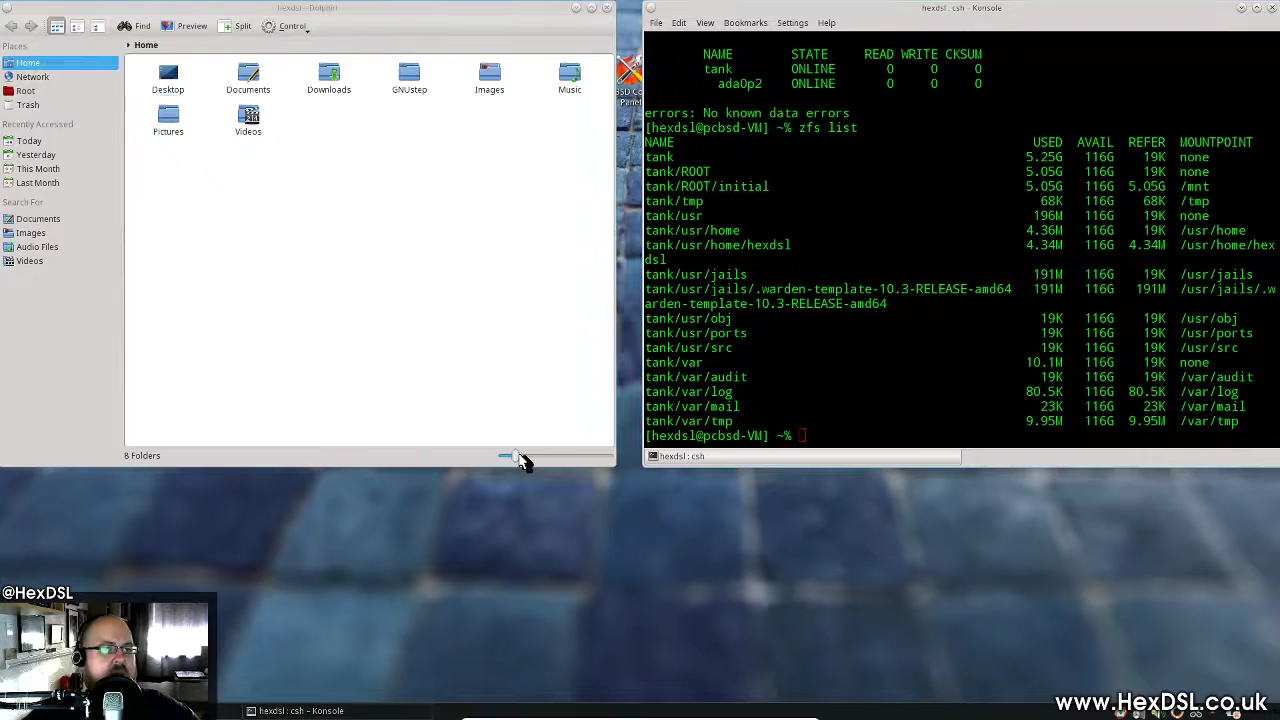 hexdsl - Dolphin
Find Preview Split Control
Places
Home
Network
Root
Trash
Recently Accessed
Today
Yesterday
This Month
Last Month
Search For
Documents
Images
Audio Files
Videos
Home
Desktop Documents Downloads GNUstep Images Music
Pictures Videos
8 Folders
hexdsl : csh - Konsole
File Edit View Bookmarks Settings Help
NAME STATE READ WRITE CKSUM
tank ONLINE 0 0 0
ada0p2 ONLINE 0 0 0
errors: No known data errors
[hexdsl@pcbsd-VM] ~% zfs list
NAME USED AVAIL REFER MOUNTPOINT
tank 5.25G 116G 19K none
tank/ROOT 5.05G 116G 19K none
tank/ROOT/initial 5.05G 116G 5.05G /mnt
tank/tmp 68K 116G 68K /tmp
tank/usr 196M 116G 19K none
tank/usr/home 4.36M 116G 19K /usr/home
tank/usr/home/hexdsl 4.34M 116G 4.34M /usr/home/hex
dsl
tank/usr/jails 191M 116G 19K /usr/jails
tank/usr/jails/.warden-template-10.3-RELEASE-amd64 191M 116G 191M /usr/jails/.w
arden-template-10.3-RELEASE-amd64
tank/usr/obj 19K 116G 19K /usr/obj
tank/usr/ports 19K 116G 19K /usr/ports
tank/usr/src 19K 116G 19K /usr/src
tank/var 10.1M 116G 19K none
tank/var/audit 19K 116G 19K /var/audit
tank/var/log 80.5K 116G 80.5K /var/log
tank/var/mail 23K 116G 23K /var/mail
tank/var/tmp 9.95M 116G 9.95M /var/tmp
[hexdsl@pcbsd-VM] ~%
hexdsl : csh
BSD Co
Panel
@HexDSL
hexdsl : csh - Konsole
www.HexDSL.co.uk